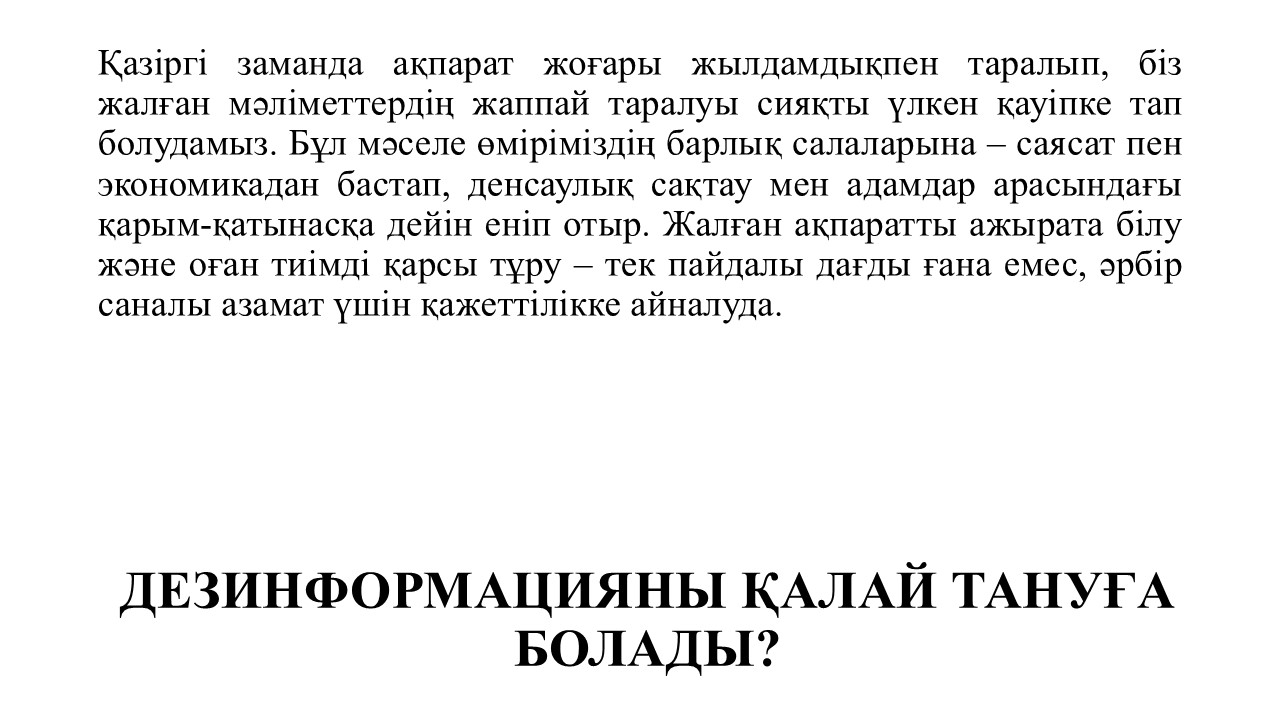 Қазіргі заманда ақпарат жоғары жылдамдықпен таралып, біз
жалған мәліметтердің жаппай таралуы сияқты үлкен қауіпке тап
болудамыз. Бұл мәселе өміріміздің барлық салаларына – саясат пен
экономикадан бастап, денсаулық сақтау мен адамдар арасындағы
қарым-қатынасқа дейін еніп отыр. Жалған ақпаратты ажырата білу
және оған тиімді қарсы тұру – тек пайдалы дағды ғана емес, әрбір
саналы азамат үшін қажеттілікке айналуда.
ДЕЗИНФОРМАЦИЯНЫ ҚАЛАЙ ТАНУҒА
БОЛАДЫ?